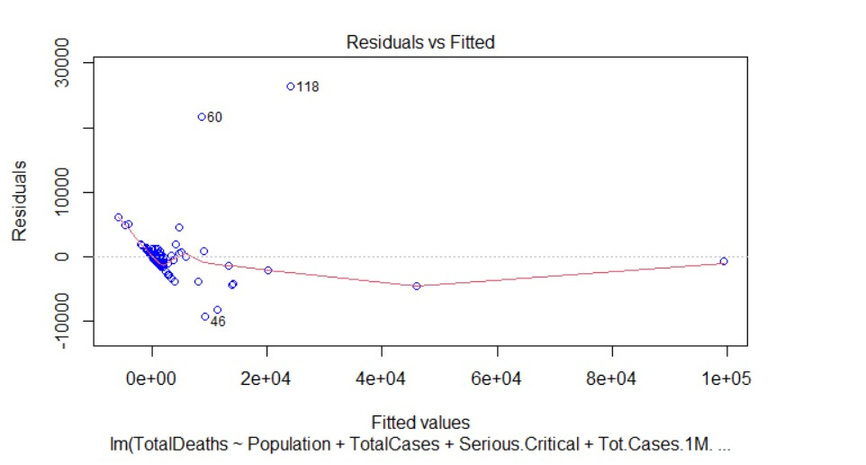 Residuals vs Fitted
30000
118
60
10000
Residuals
0
46
-10000
0e+00 2e+04 4e+04 6e+04 8e+04 1e+05
Fitted values
lm(TotalDeaths ~ Population + TotalCases + Serious.Critical + Tot.Cases.1M. ...